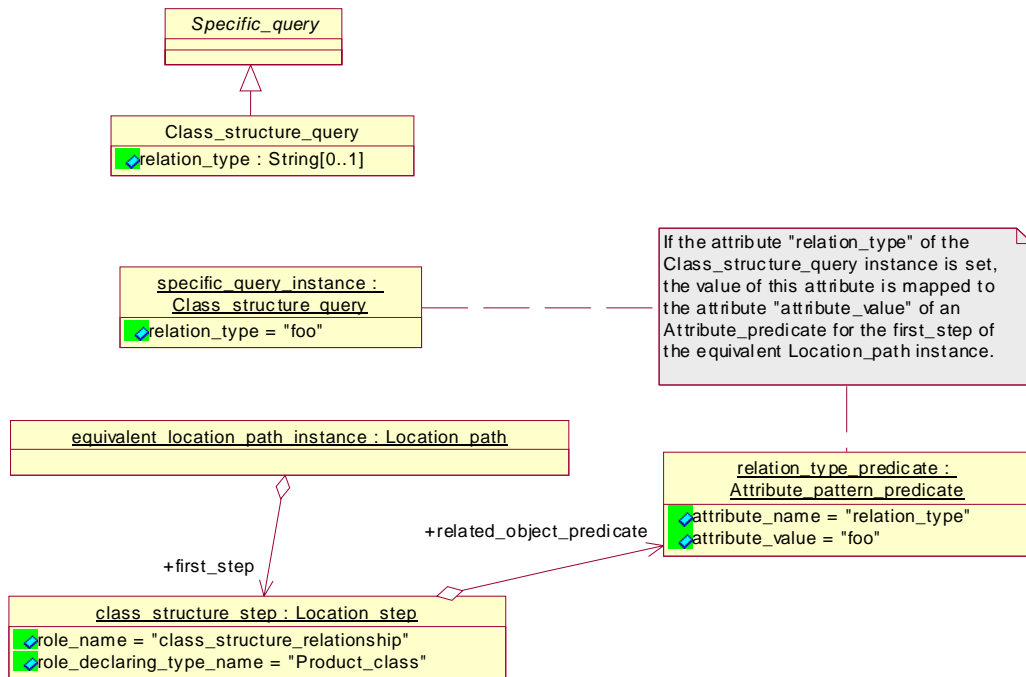 Specific_query
Class_structure_query
relation_type : String[0..1]
If the attribute "relation_type" of the
Class_structure_query instance is set,
the value of this attribute is mapped to
the attribute "attribute_value" of an
Attribute_predicate for the first_step of
the equivalent Location_path instance.
specific_query_instance :
Class_structure_query
relation_type = "foo"
equivalent_location_path_instance : Location_path
relation_type_predicate :
Attribute_pattern_predicate
attribute_name = "relation_type"
attribute_value = "foo"
+related_object_predicate
+first_step
class_structure_step : Location_step
role_name = "class_structure_relationship"
role_declaring_type_name = "Product_class"